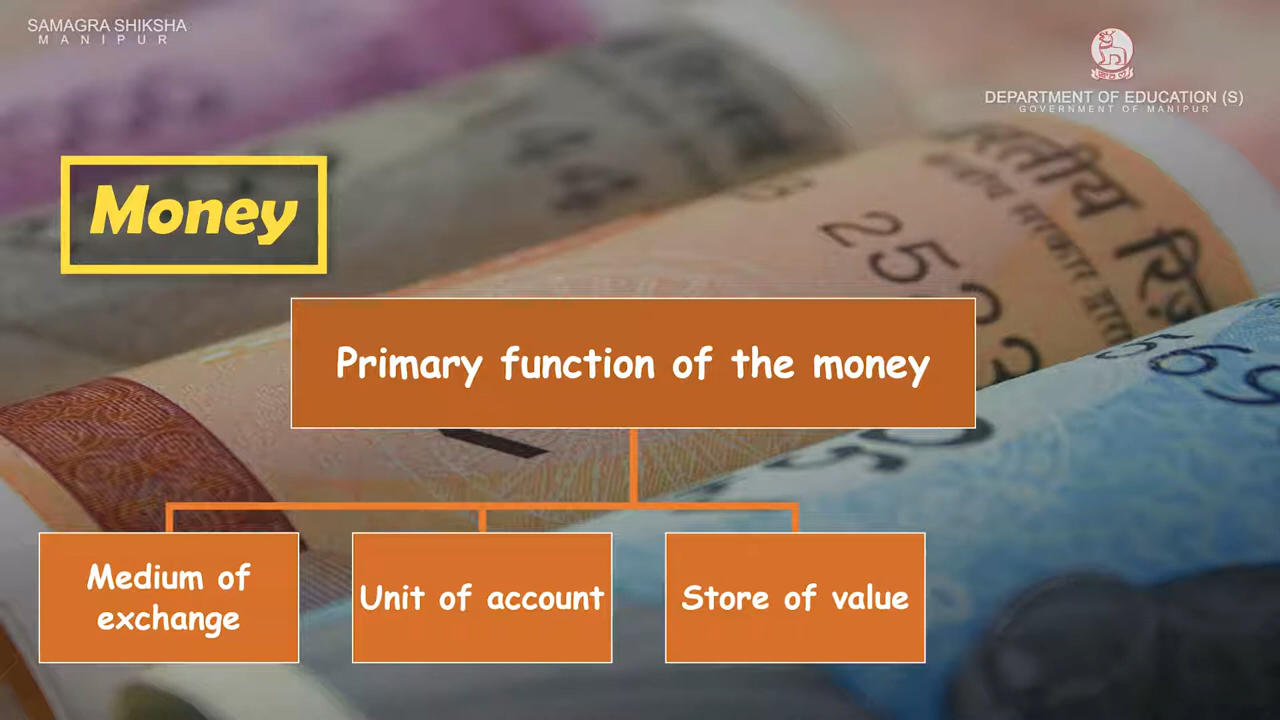 SAMAGRA SHIKSHA
MANIPUR
DEPARTMENT OF EDUCATION (S)
GOVERNMENT OF MANIPUR
Money
Primary function of the money
Medium of
exchange
Unit of account
Store of value